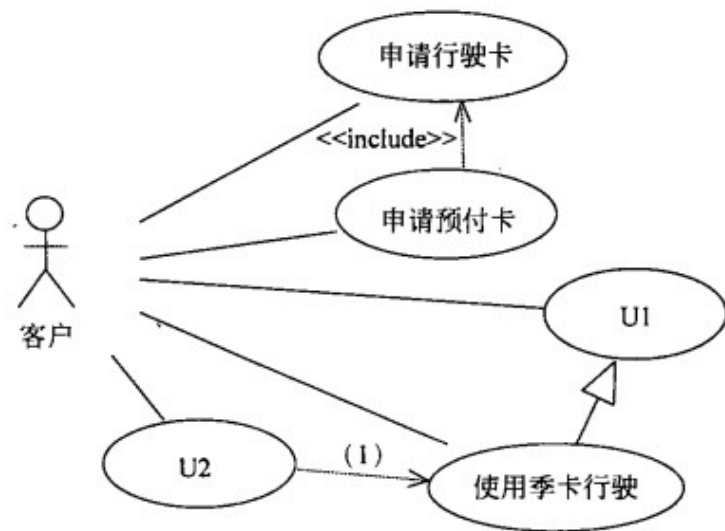 申请行驶卡
<<include>>
申请预付卡
U1
客户
U2
(1)
使用季卡行驶